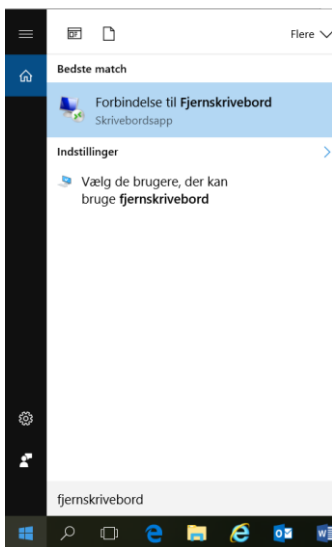 Flere
Bedste match
Forbindelse til Fjernskrivebord
Skrivebordsapp
Indstillinger
Vælg de brugere, der kan
bruge fjernskrivebord
fjernskrivebord